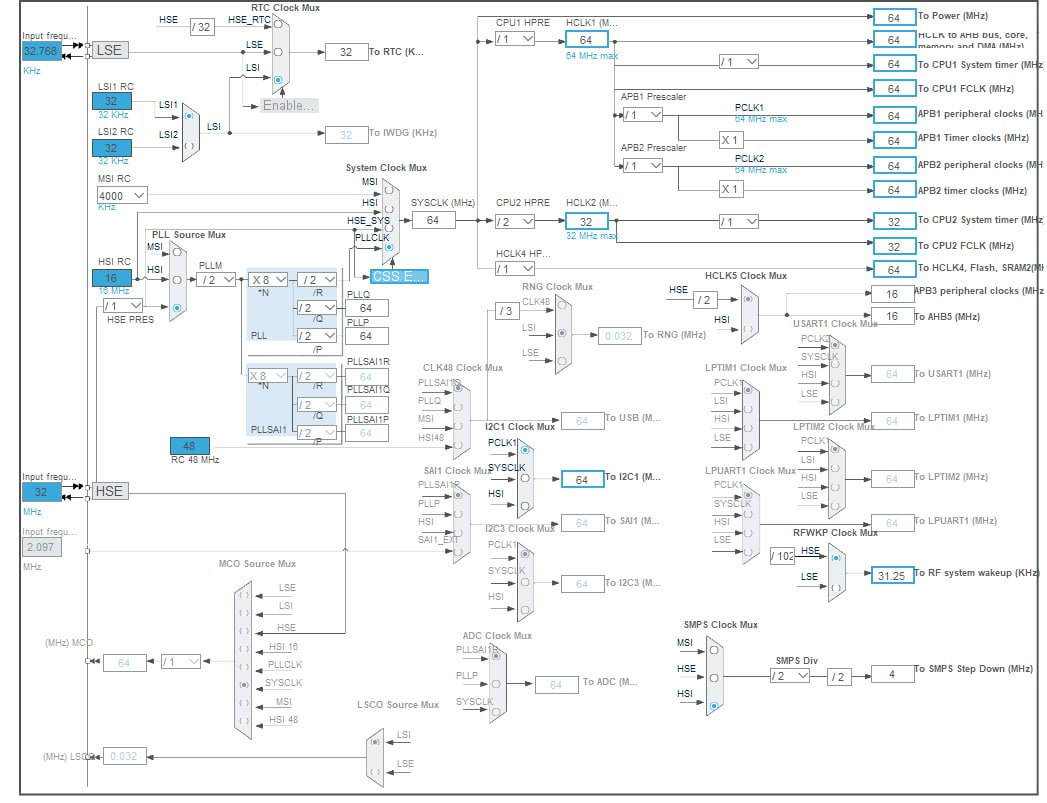 RTC Clock Mux
HSE
/ 32
HSE_RTC
LSE
LSI
32
To RTC (K...
Enable...
Input frequ...
32.768
KHz
LSE
LSI1 RC
32
32 KHz
LSI1
LSI2 RC
32
32 KHz
LSI2
LSI
32
To IWDG (KHz)
MSI RC
4000
KHz
System Clock Mux
MSI
HSI
HSE_SYS
PLLCLK
CSS E...
SYSCLK (MHz)
64
PLL Source Mux
MSI
HSI
HSI RC
16
16 MHz
/ 1
HSE PRES
PLLM
/ 2
X 8
*N
/ 2
/R
/ 2
/Q
/ 2
/P
PLL
PLLQ
64
PLLP
64
X 8
*N
/ 2
/R
/ 2
/Q
/ 2
/P
PLLSAI1
PLLSAI1R
64
PLLSAI1Q
64
PLLSAI1P
64
48
RC 48 MHz
CPU1 HPRE
/ 1
HCLK1 (M...
64
64 MHz max
64
To Power (MHz)
64
HCLK to AHB bus, core,
memory and DMA (MHz)
/ 1
64
To CPU1 System timer (MHz
64
To CPU1 FCLK (MHz)
APB1 Prescaler
/ 1
PCLK1
64 MHz max
64
APB1 peripheral clocks (MH
X 1
64
APB1 Timer clocks (MHz)
APB2 Prescaler
/ 1
PCLK2
64 MHz max
64
APB2 peripheral clocks (MH
X 1
64
APB2 timer clocks (MHz)
CPU2 HPRE
/ 2
HCLK2 (M...
32
32 MHz max
/ 1
32
To CPU2 System timer (MHz
32
To CPU2 FCLK (MHz)
HCLK4 HP...
/ 1
64
To HCLK4, Flash, SRAM2(MH
HCLK5 Clock Mux
HSE
/ 2
HSI
16
APB3 peripheral clocks (MHz
16
To AHB5 (MHz)
RNG Clock Mux
/ 3
CLK48
LSI
LSE
0.032
To RNG (MHz)
CLK48 Clock Mux
PLLSAI1Q
PLLQ
MSI
HSI48
64
To USB (M...
USART1 Clock Mux
PCLK2
SYSCLK
HSI
LSE
64
To USART1 (MHz)
LPTIM1 Clock Mux
PCLK1
LSI
HSI
LSE
64
To LPTIM1 (MHz)
I2C1 Clock Mux
PCLK1
SYSCLK
HSI
64
To I2C1 (M...
LPTIM2 Clock Mux
PCLK1
LSI
HSI
LSE
64
To LPTIM2 (MHz)
SAI1 Clock Mux
PLLSAI1P
PLLP
HSI
SAI1_EXT
64
To SAI1 (M...
LPUART1 Clock Mux
PCLK1
SYSCLK
HSI
LSE
64
To LPUART1 (MHz)
Input frequ...
32
MHz
HSE
Input frequ...
2.097
MHz
I2C3 Clock Mux
PCLK1
SYSCLK
HSI
64
To I2C3 (M...
RFWKP Clock Mux
/ 102
HSE
LSE
31.25
To RF system wakeup (KHz)
MCO Source Mux
LSE
LSI
HSE
HSI 16
PLLCLK
SYSCLK
MSI
HSI 48
(MHz) MCO
64
/ 1
ADC Clock Mux
PLLSAI1R
PLLP
SYSCLK
64
To ADC (M...
SMPS Clock Mux
MSI
HSE
HSI
SMPS Div
/ 2
/ 2
4
To SMPS Step Down (MHz)
LSCO Source Mux
LSI
LSE
(MHz) LSCO
0.032